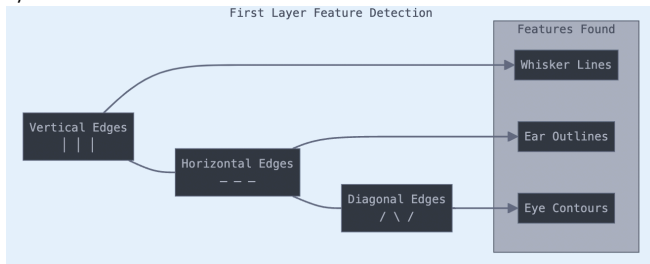 First Layer Feature Detection
Features Found
Whisker Lines
Vertical Edges
| | |
Ear Outlines
Horizontal Edges
— — —
Diagonal Edges
/ \ /
Eye Contours